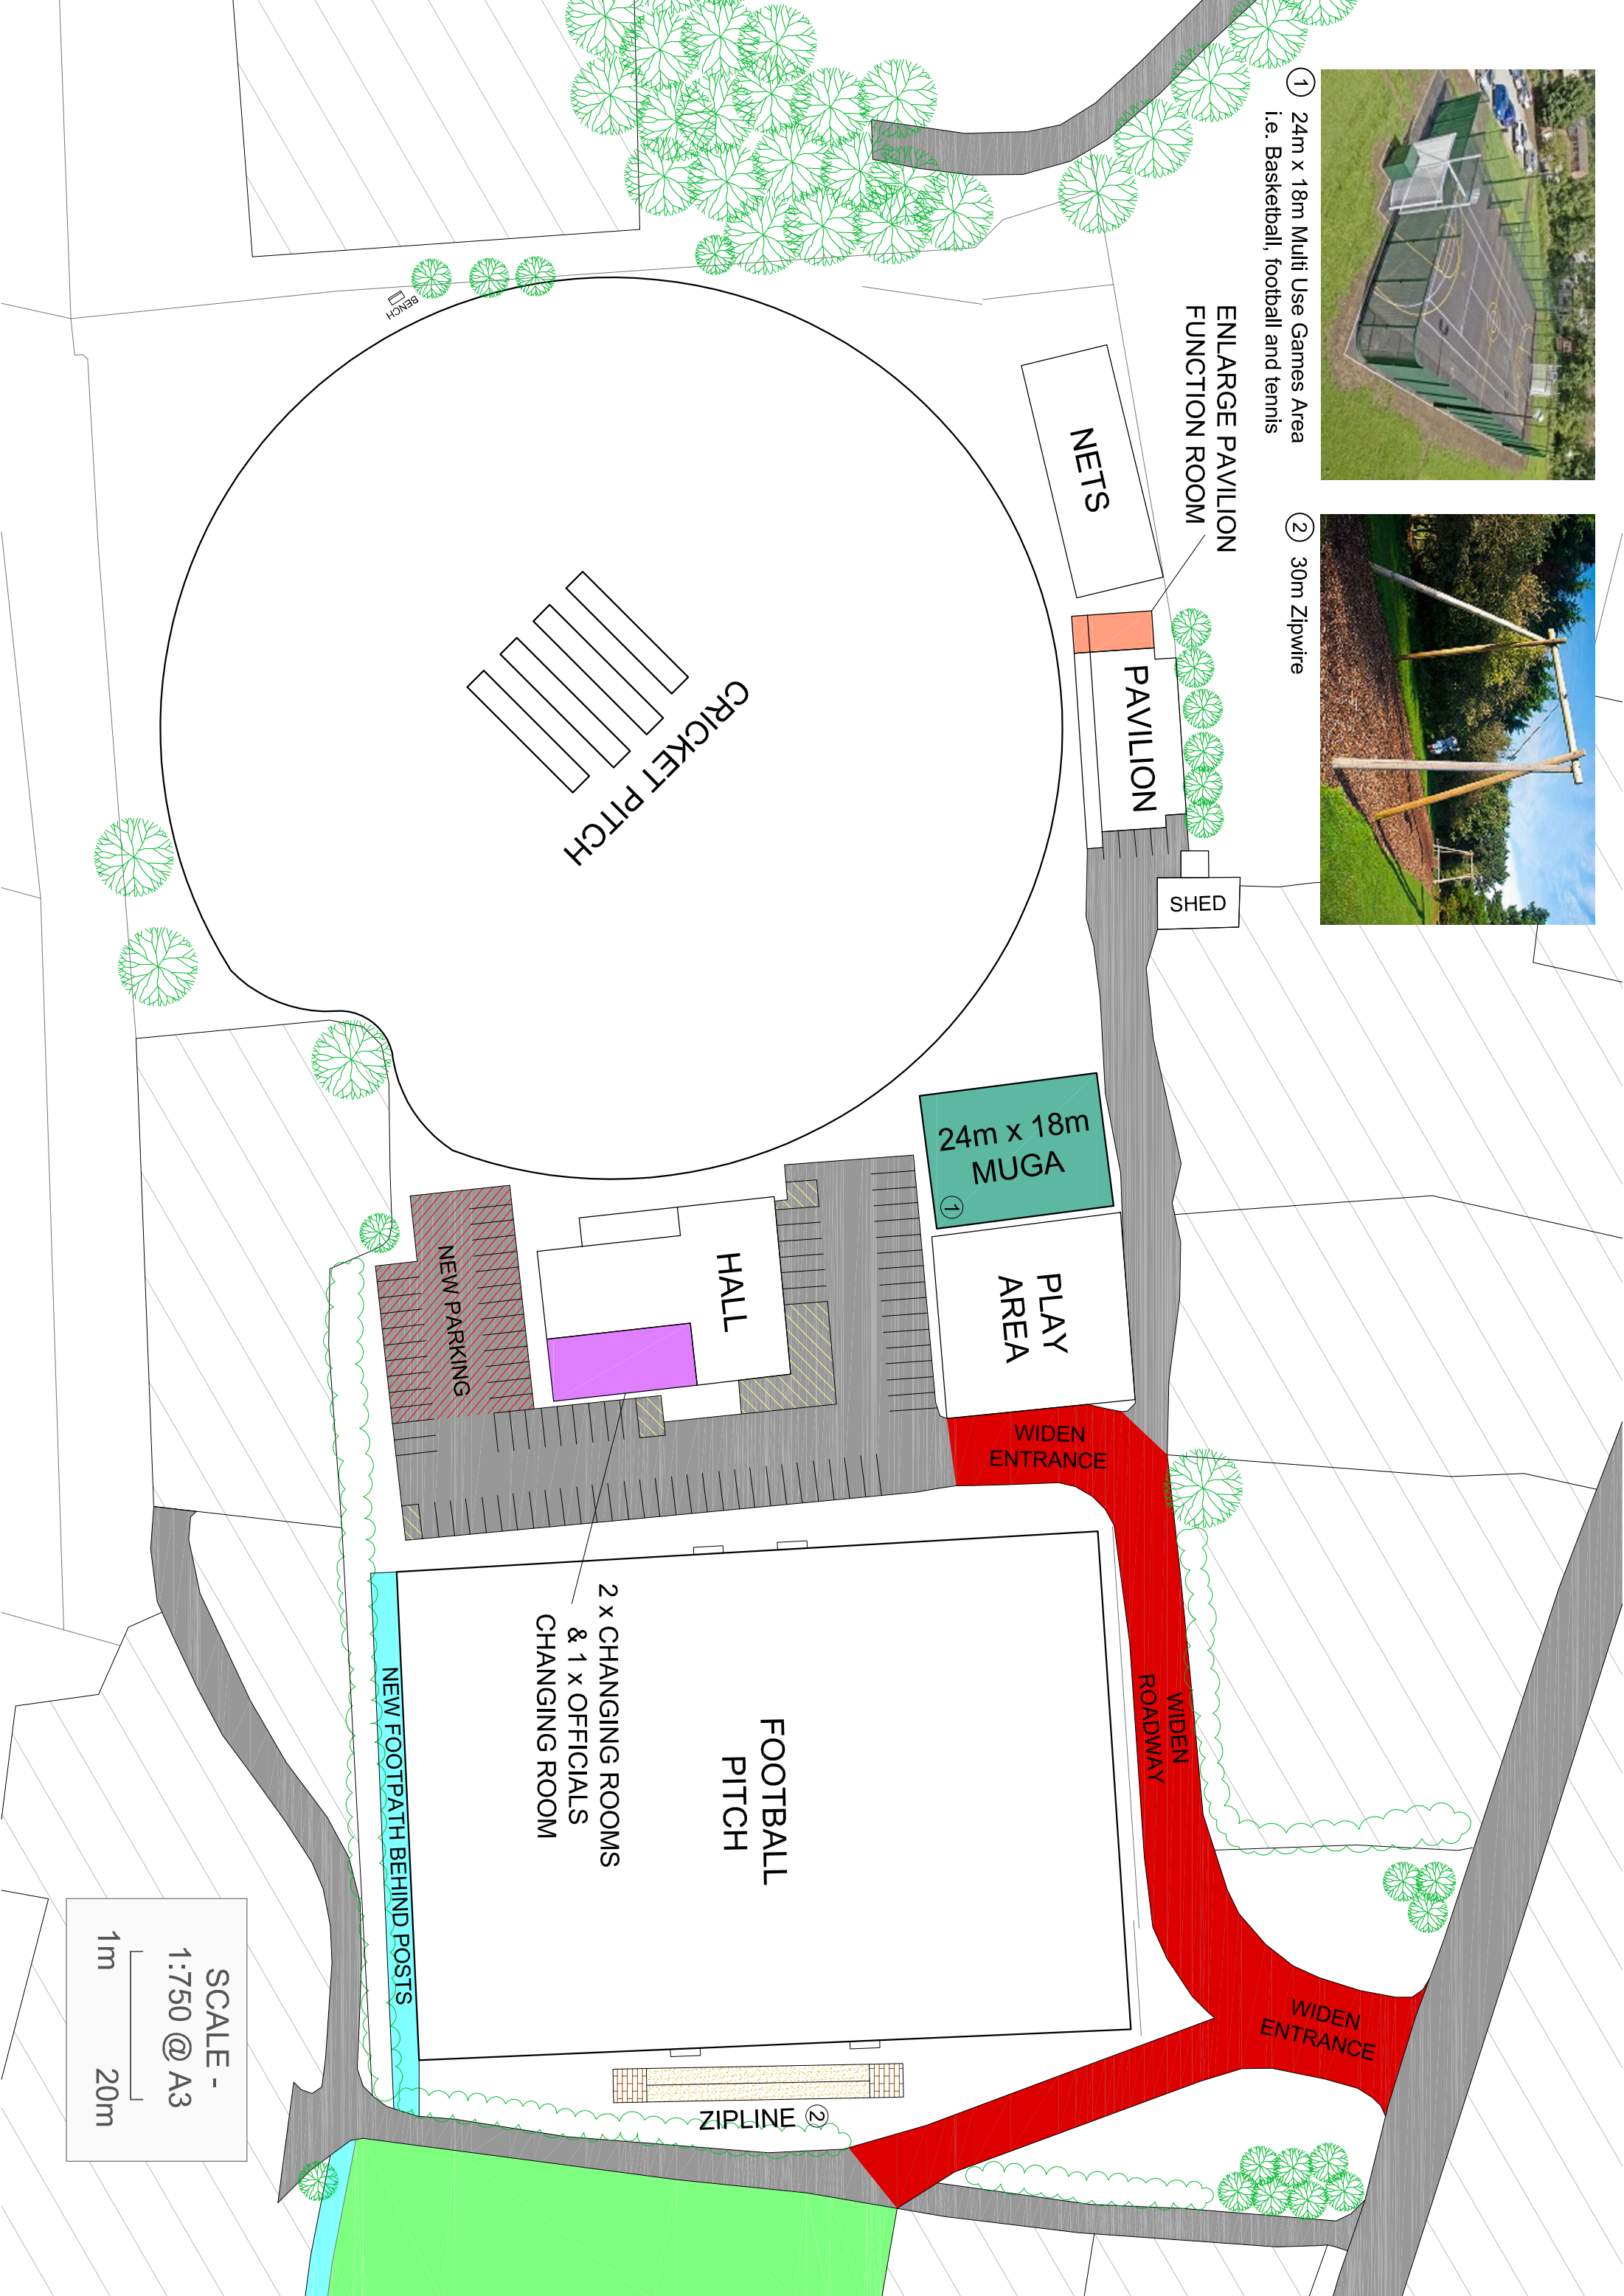 1 24m x 18m Multi Use Games Area
i.e. Basketball, football and tennis
2 30m Zipwire
ENLARGE PAVILION
FUNCTION ROOM
BENCH
NETS
PAVILION
SHED
CRICKET PITCH
24m x 18m
MUGA
1
PLAY
AREA
HALL
NEW PARKING
WIDEN
ENTRANCE
WIDEN
ROADWAY
WIDEN
ENTRANCE
2 x CHANGING ROOMS
& 1 x OFFICIALS
CHANGING ROOM
FOOTBALL
PITCH
NEW FOOTPATH BEHIND POSTS
ZIPLINE 2
SCALE -
1:750 @ A3
1m 20m